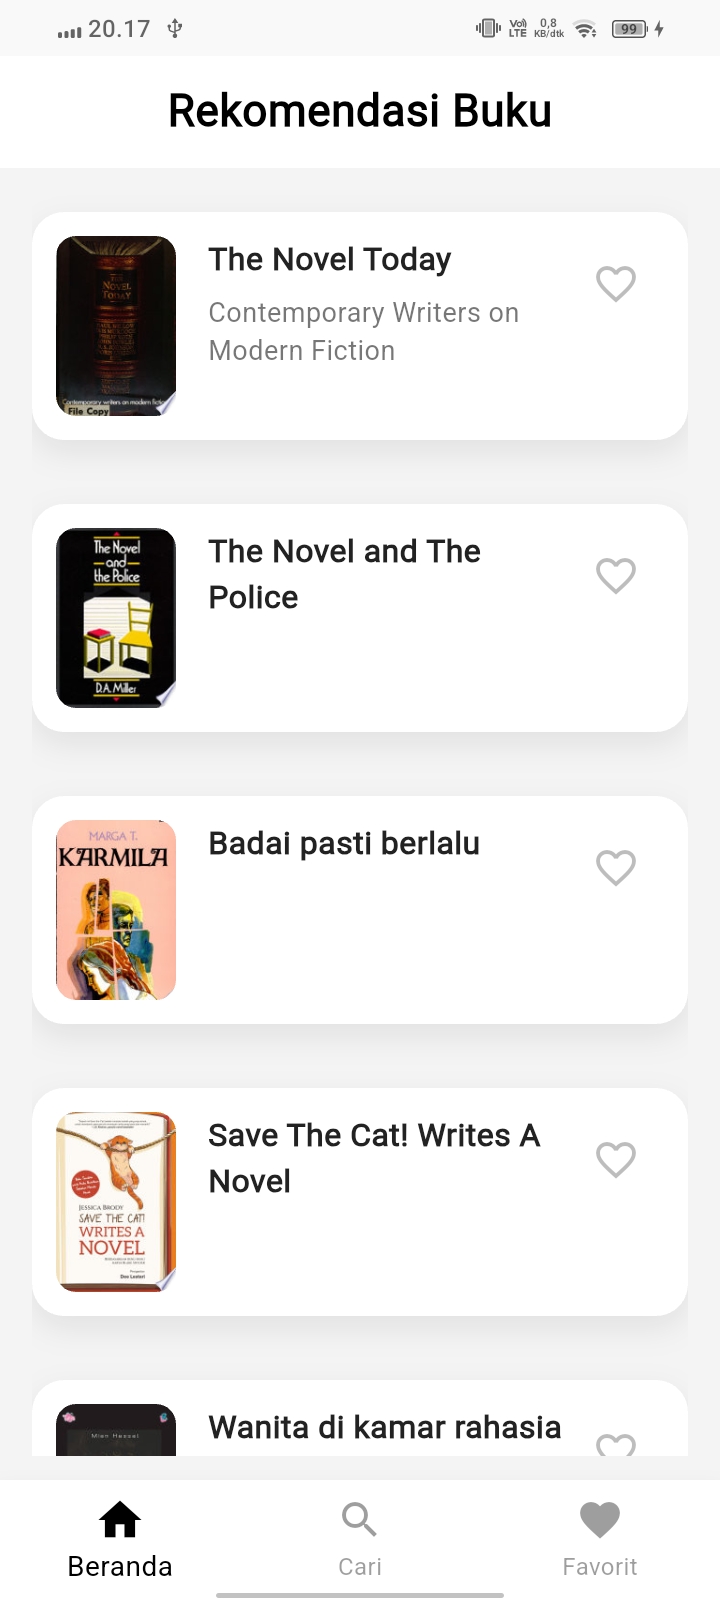 20.17
Vo)
LTE
0,8
KB/dtk
99
Rekomendasi Buku
The Novel Today
Contemporary Writers on
Modern Fiction
THE
NOVEL
TODAY
Contemporary writers on modern fiction
File Copy
The Novel and The
Police
The Novel
and
the Police
D.A. Miller
Badai pasti berlalu
MARGA T.
KARMILA
Save The Cat! Writes A
Novel
JESSICA BRODY
SAVE THE CAT!
WRITES A
NOVEL
Dee Lestari
Wanita di kamar rahasia
Beranda
Cari
Favorit